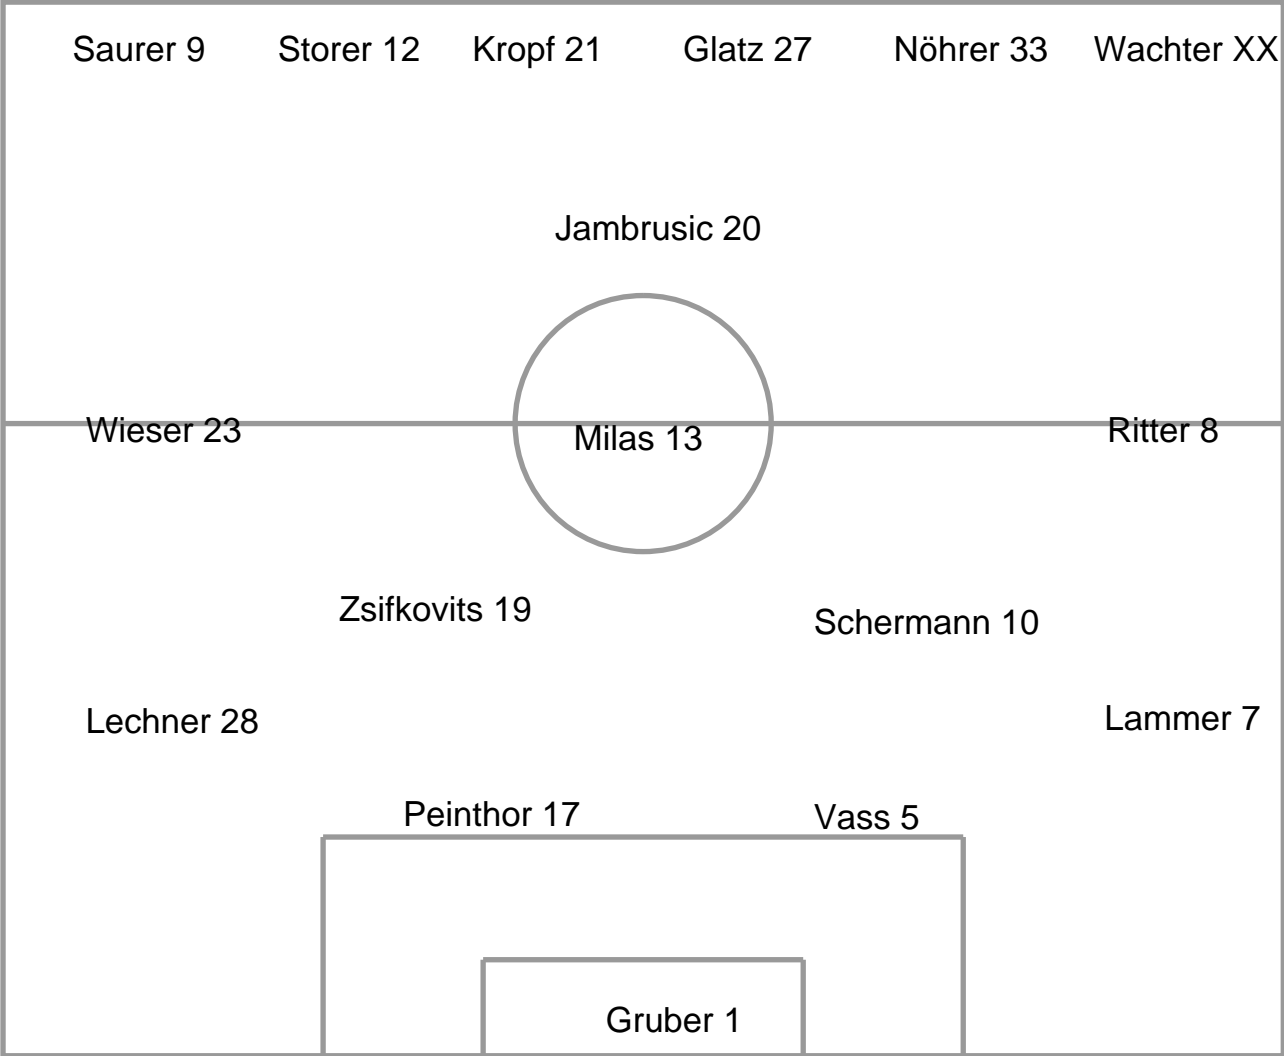 Saurer 9 Storer 12 Kropf 21 Glatz 27 Nöhrer 33 Wachter XX
Jambrusic 20
Wieser 23 Milas 13 Ritter 8
Zsifkovits 19 Schermann 10
Lechner 28 Lammer 7
Peinthor 17 Vass 5
Gruber 1